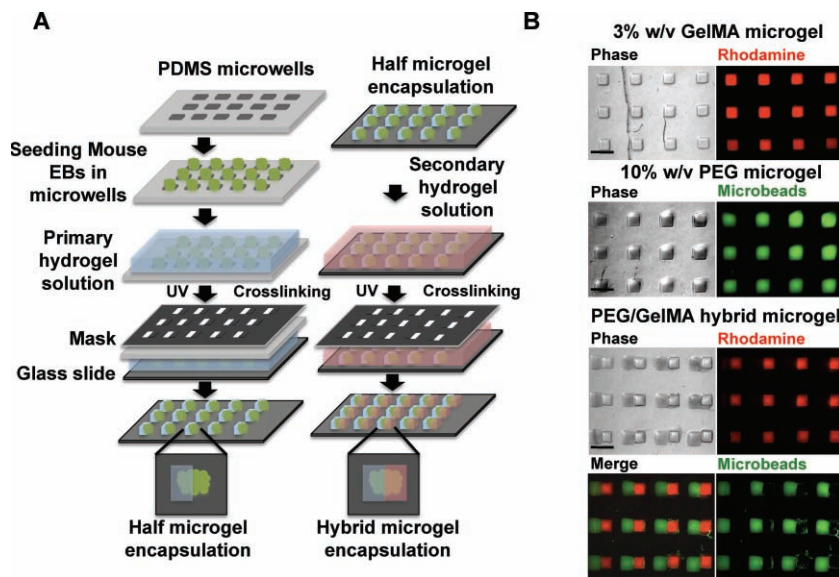 A
PDMS microwells
Seeding Mouse
EBs in
microwells
Primary
hydrogel
solution
UV Crosslinking
Mask
Glass slide
Half microgel
encapsulation
Half microgel
encapsulation
Secondary
hydrogel
solution
UV Crosslinking
Hybrid microgel
encapsulation
B
3% w/v GelMA microgel
Phase Rhodamine
10% w/v PEG microgel
Phase Microbeads
PEG/GelMA hybrid microgel
Phase Rhodamine
Merge Microbeads